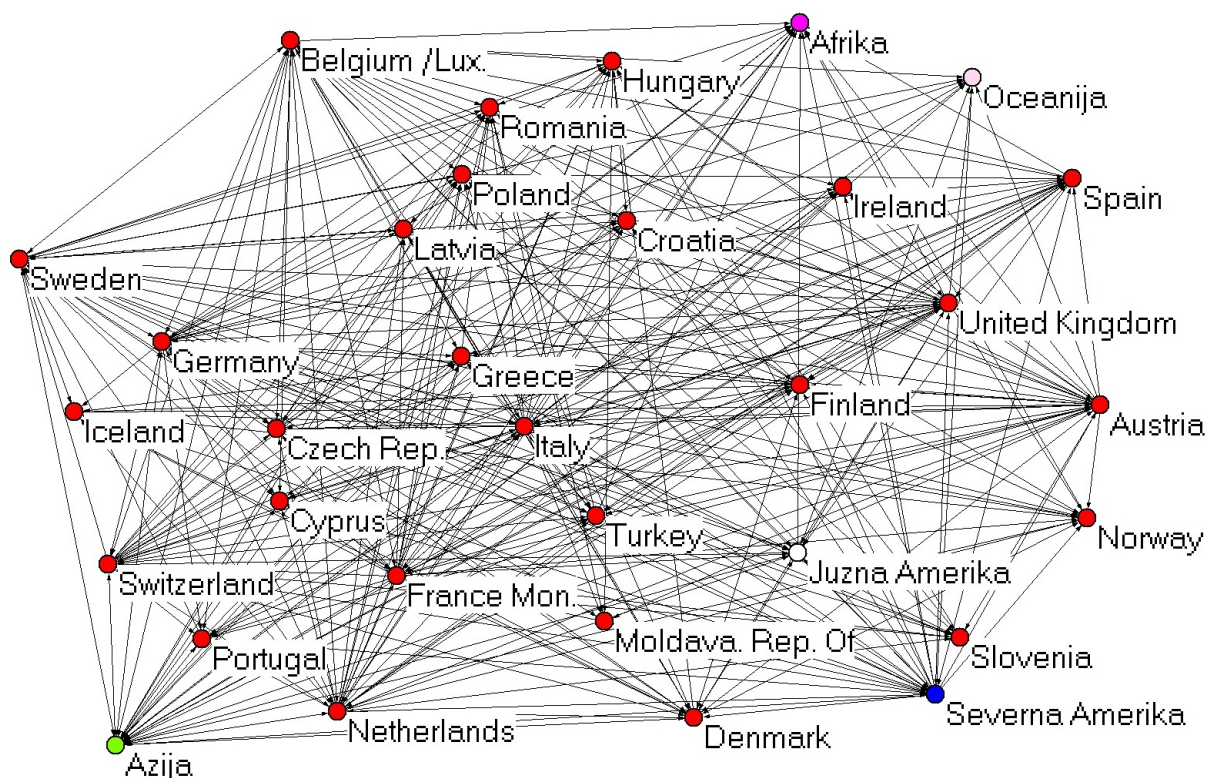 Afrika
Belgium /Lux.
Hungary
Oceanija
Romania
Poland
Ireland
Spain
Latvia
Croatia
Sweden
United Kingdom
Germany
Greece
Finland
Iceland
Austria
Czech Rep.
Italy
Cyprus
Turkey
Norway
Switzerland
Juzna Amerika
France Mon.
Moldava. Rep. Of
Portugal
Slovenia
Severna Amerika
Netherlands
Denmark
Azija